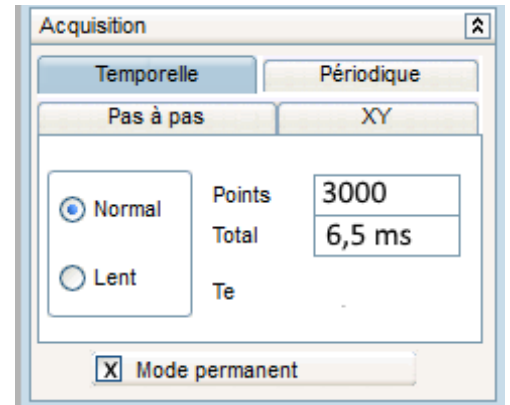 Acquisition
Temporelle Périodique
Pas à pas XY
Normal
Lent
Points 3000
Total 6,5 ms
Te
X Mode permanent